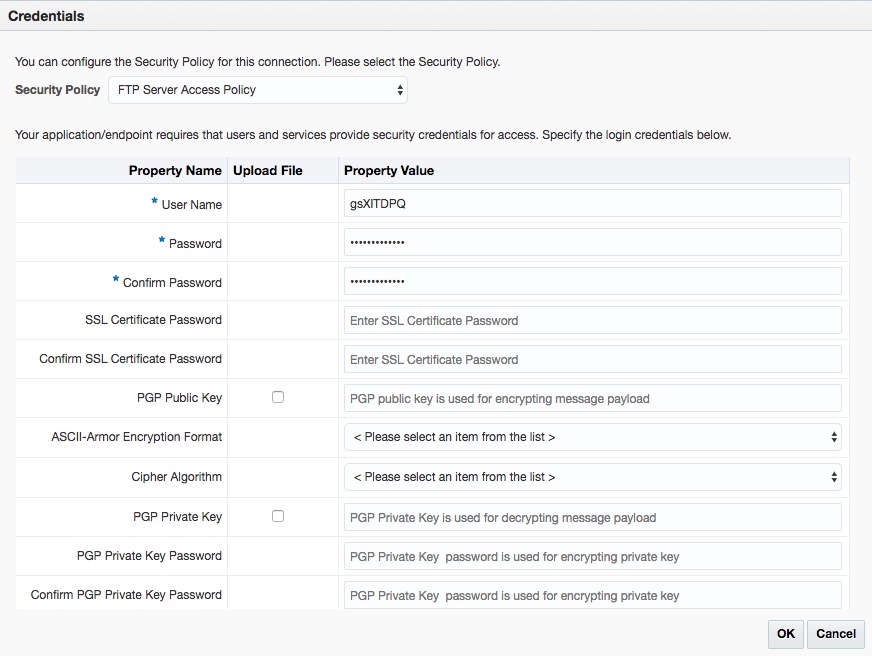 Credentials
You can configure the Security Policy for this connection. Please select the Security Policy.
Security Policy FTP Server Access Policy
Your application/endpoint requires that users and services provide security credentials for access. Specify the login credentials below.
Property Name Upload File Property Value
* User Name gsXlTDPQ
* Password •••••••••••••
* Confirm Password •••••••••••••
SSL Certificate Password Enter SSL Certificate Password
Confirm SSL Certificate Password Enter SSL Certificate Password
PGP Public Key PGP public key is used for encrypting message payload
ASCII-Armor Encryption Format < Please select an item from the list >
Cipher Algorithm < Please select an item from the list >
PGP Private Key PGP Private Key is used for decrypting message payload
PGP Private Key Password PGP Private Key password is used for encrypting private key
Confirm PGP Private Key Password PGP Private Key password is used for encrypting private key
OK Cancel